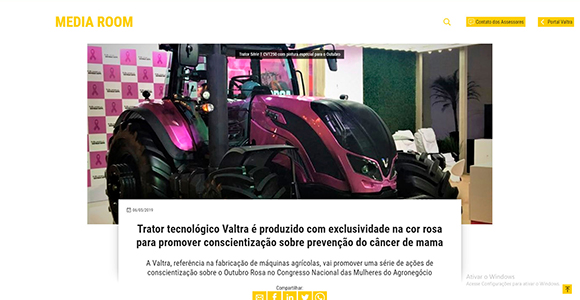 MEDIA ROOM
Contato dos Assessores
Portal Valtra
Trator Série T CVT250 com pintura especial para o Outubro
06/03/2019
Trator tecnológico Valtra é produzido com exclusividade na cor rosa
para promover conscientização sobre prevenção do câncer de mama
A Valtra, referência na fabricação de máquinas agrícolas, vai promover uma série de ações de
conscientização sobre o Outubro Rosa no Congresso Nacional das Mulheres do Agronegócio
Compartilhar:
Ativar o Windows
Acesse Configurações para ativar o Windows.